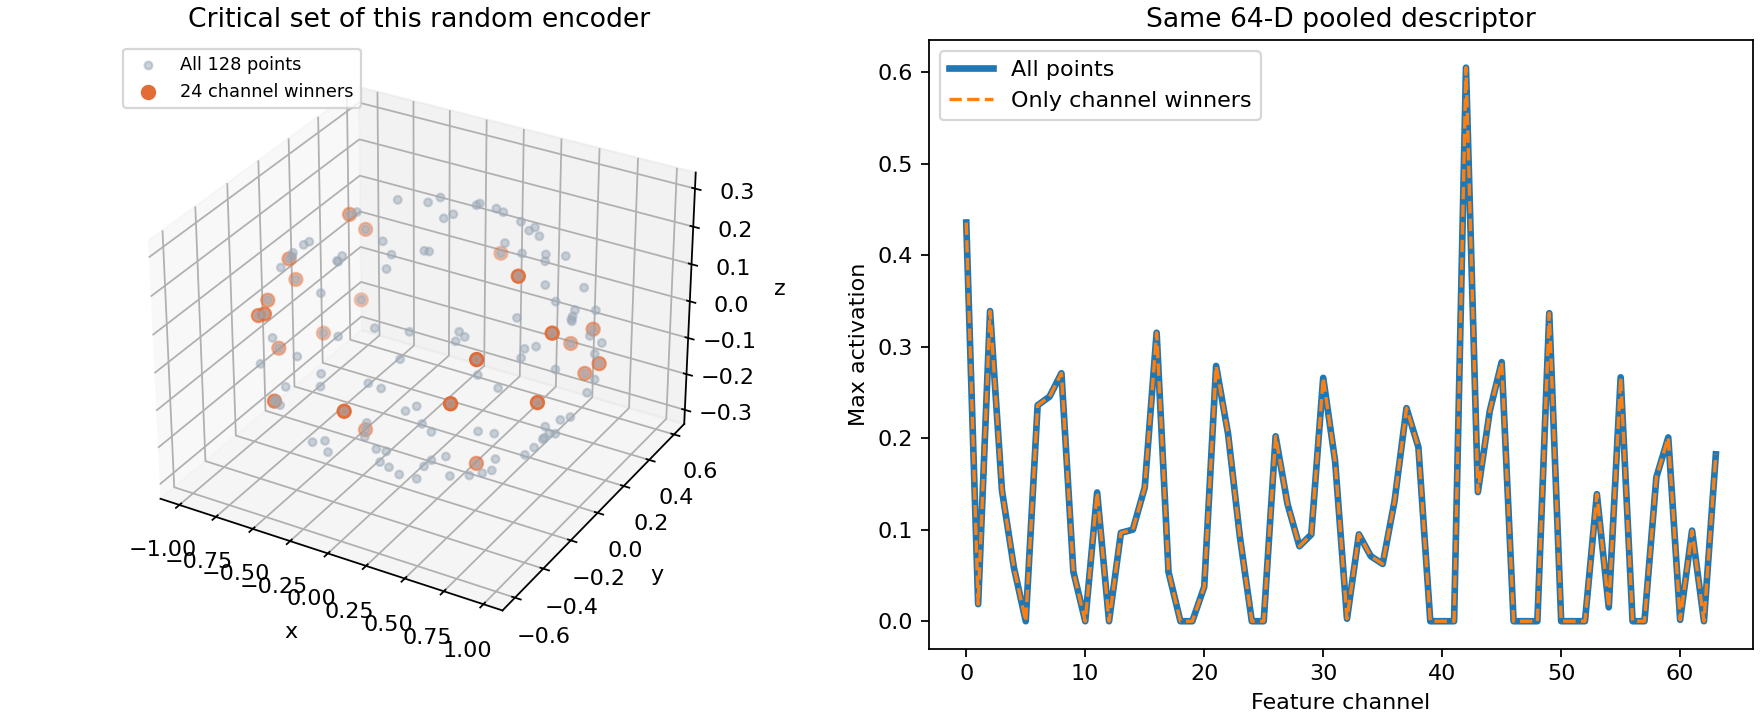 Critical set of this random encoder
All 128 points
24 channel winners
0.3
0.2
0.1
0.0
−0.1
−0.2
−0.3
z
0.6
0.4
0.2
0.0
−0.2
−0.4
−0.6
y
−1.00
−0.75
−0.50
−0.25
0.00
0.25
0.50
0.75
1.00
x
Same 64-D pooled descriptor
All points
Only channel winners
0.6
0.5
0.4
0.3
0.2
0.1
0.0
Max activation
0 10 20 30 40 50 60
Feature channel